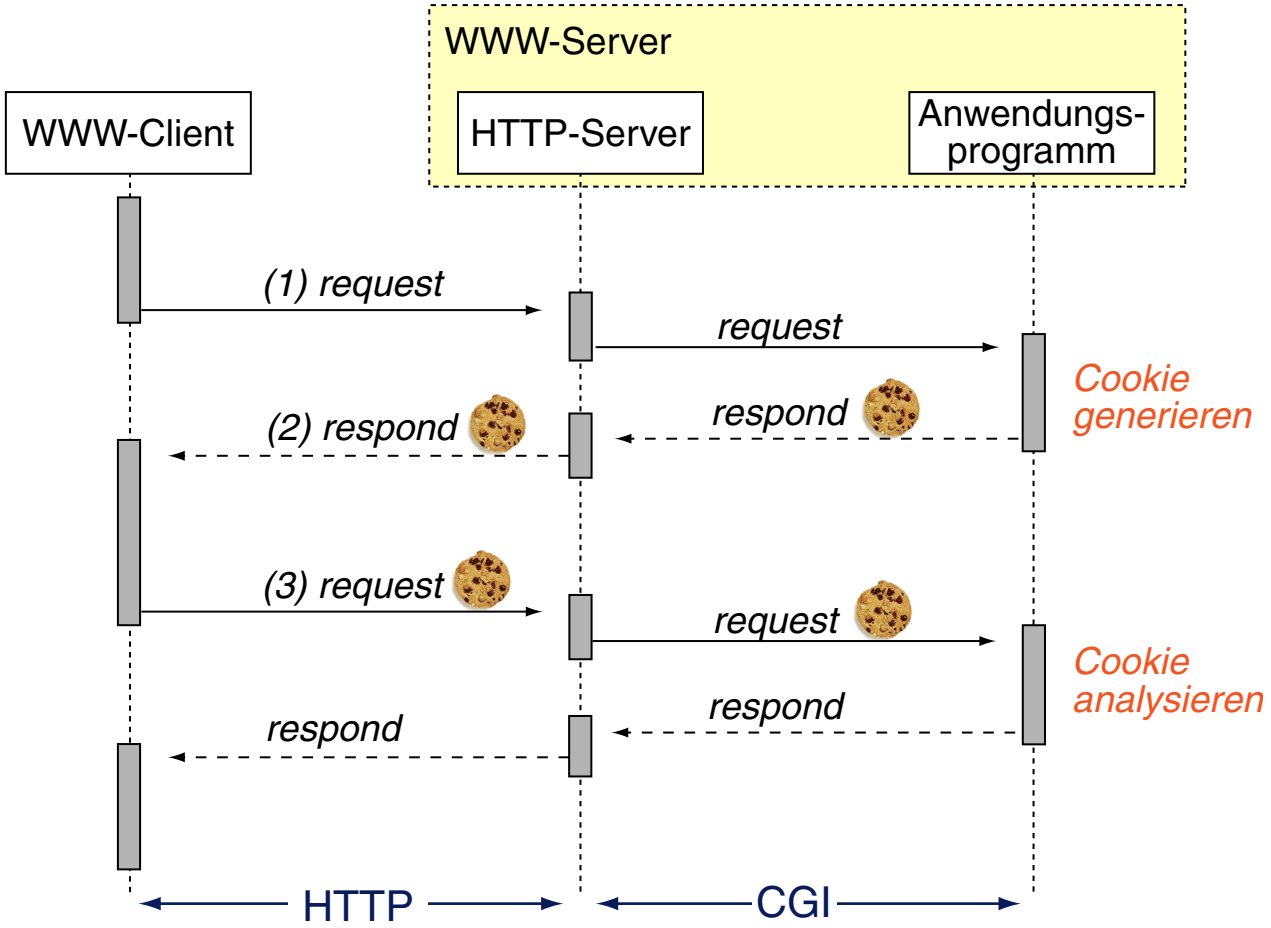 WWW-Server
WWW-Client
HTTP-Server
Anwendungs-
programm
(1) request
request
Cookie
generieren
respond
(2) respond
(3) request
request
Cookie
analysieren
respond
respond
HTTP
CGI